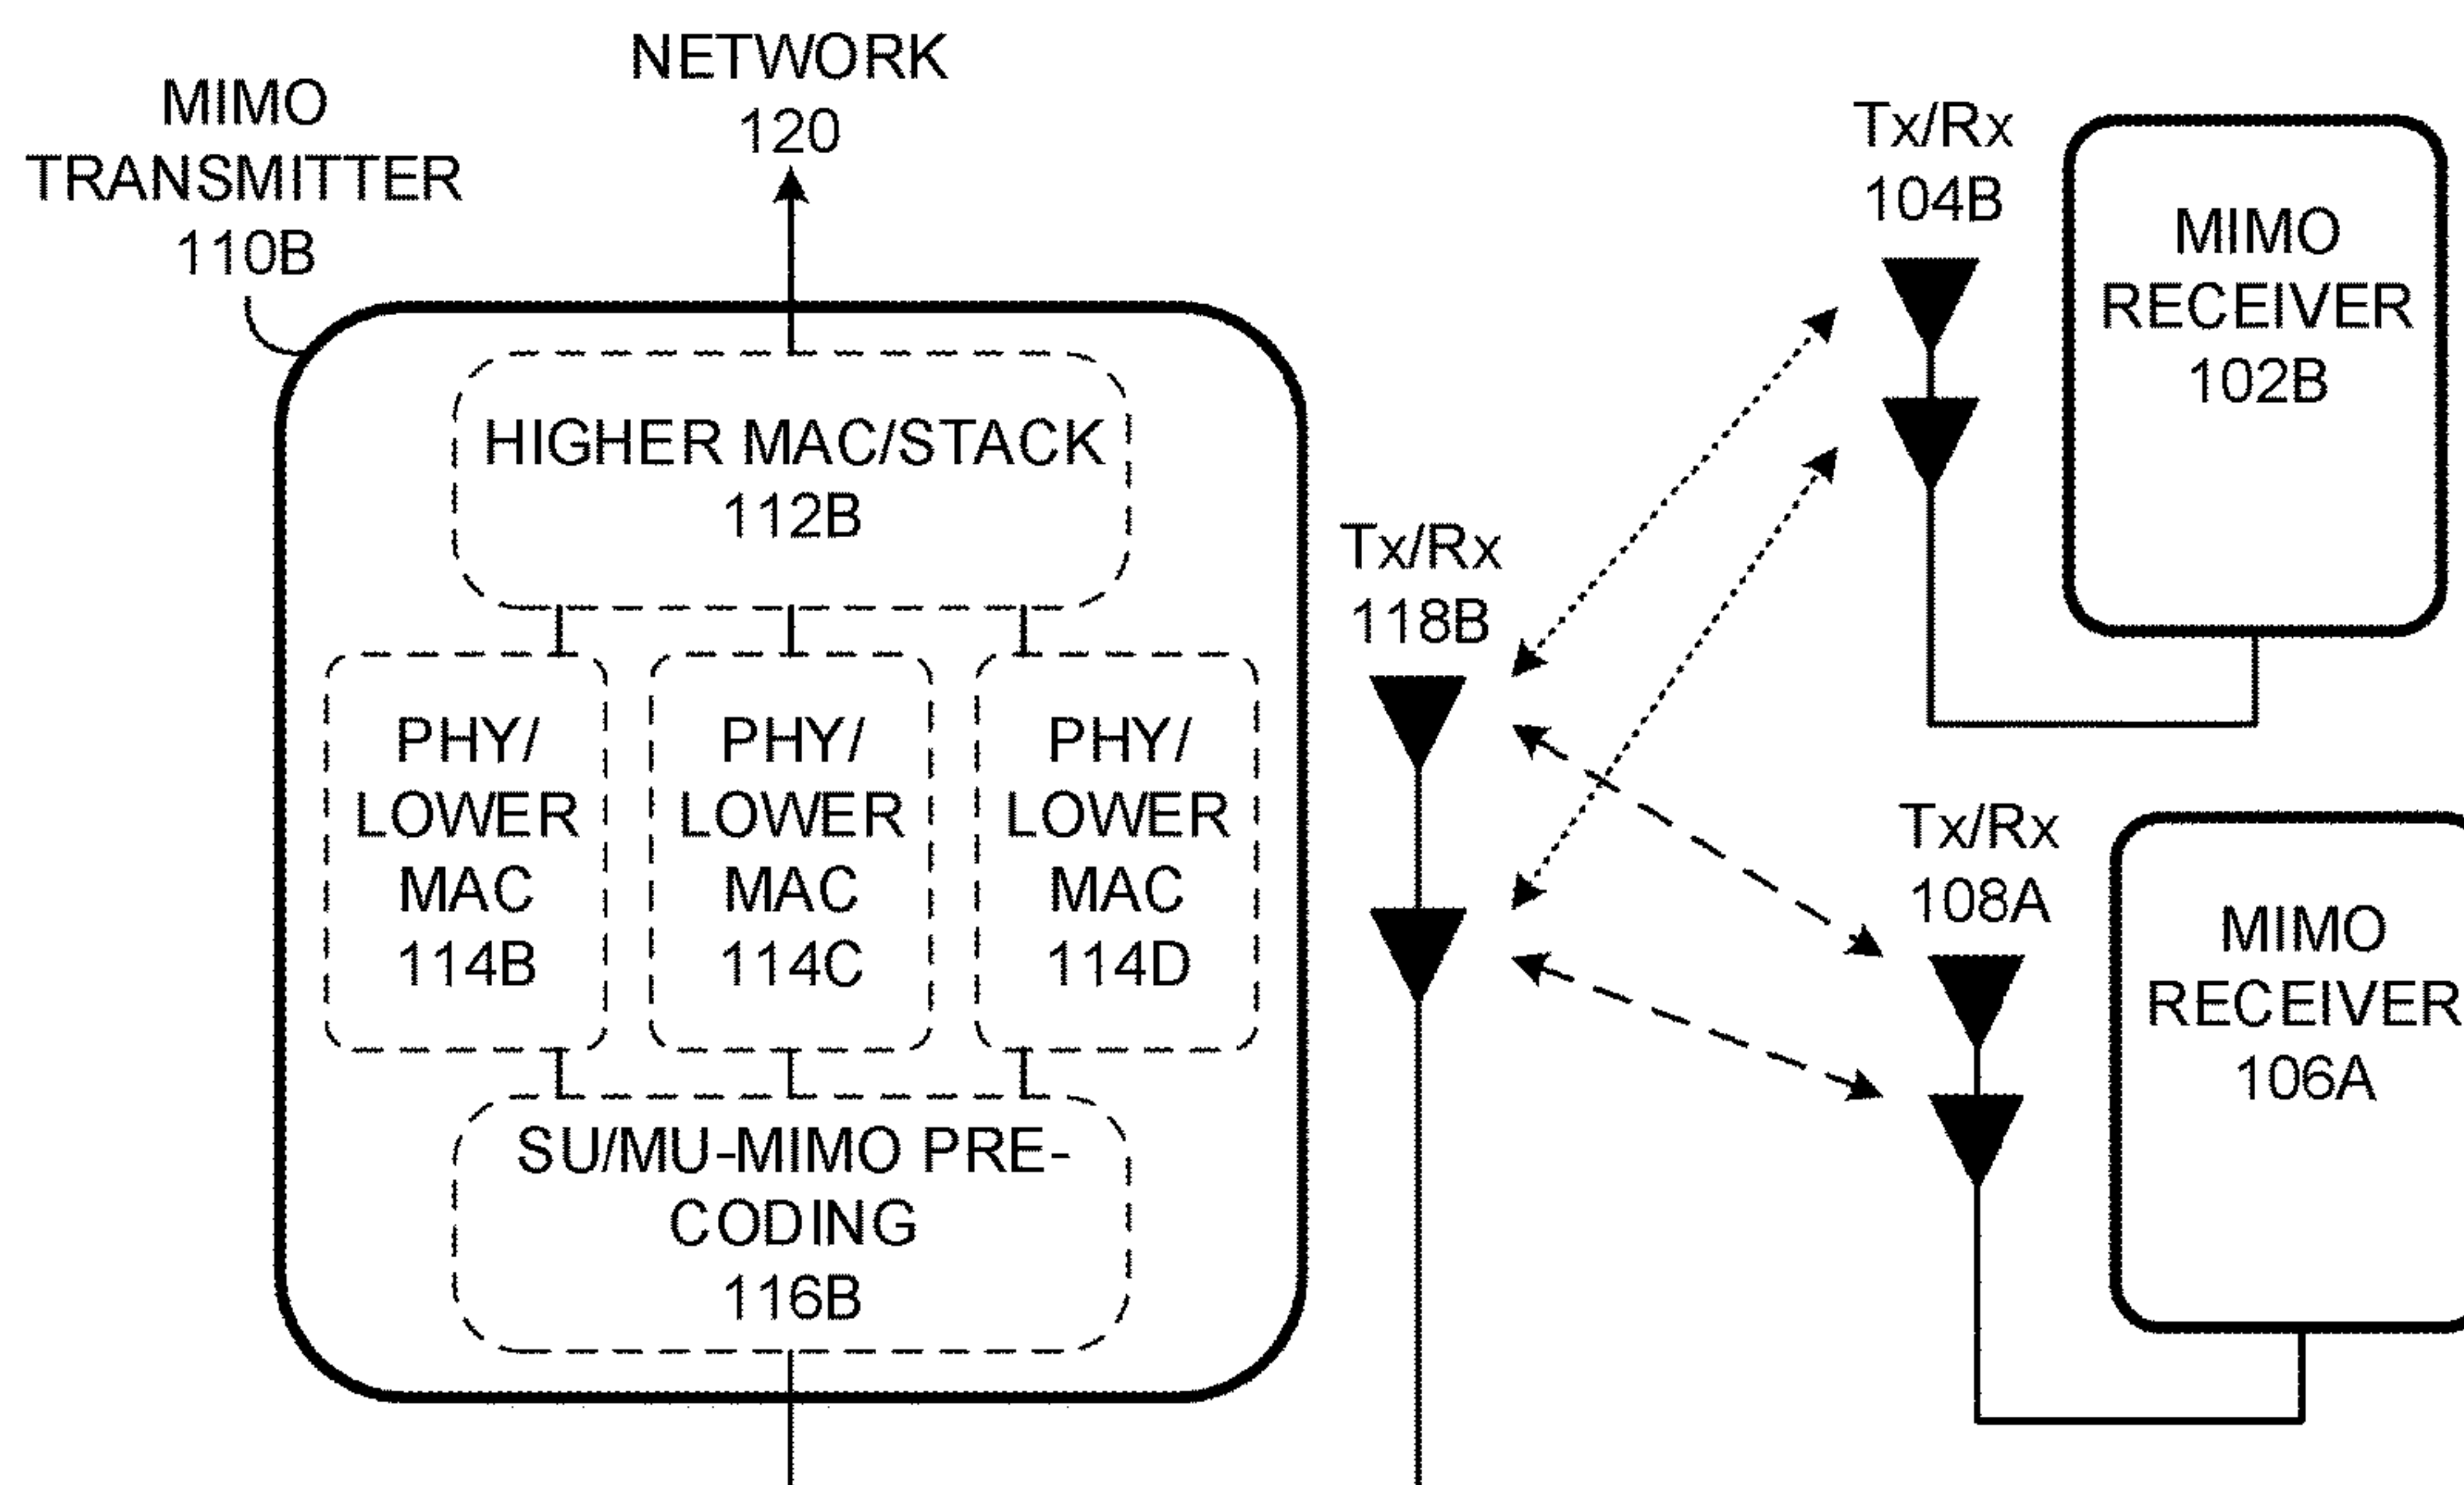 NETWORK
120
MIMO
TRANSMITTER
110B
HIGHER MAC/STACK
112B
PHY/
LOWER
MAC
114B
PHY/
LOWER
MAC
114C
PHY/
LOWER
MAC
114D
SU/MU-MIMO PRE-
CODING
116B
Tx/Rx
118B
Tx/Rx
104B
MIMO
RECEIVER
102B
Tx/Rx
108A
MIMO
RECEIVER
106A